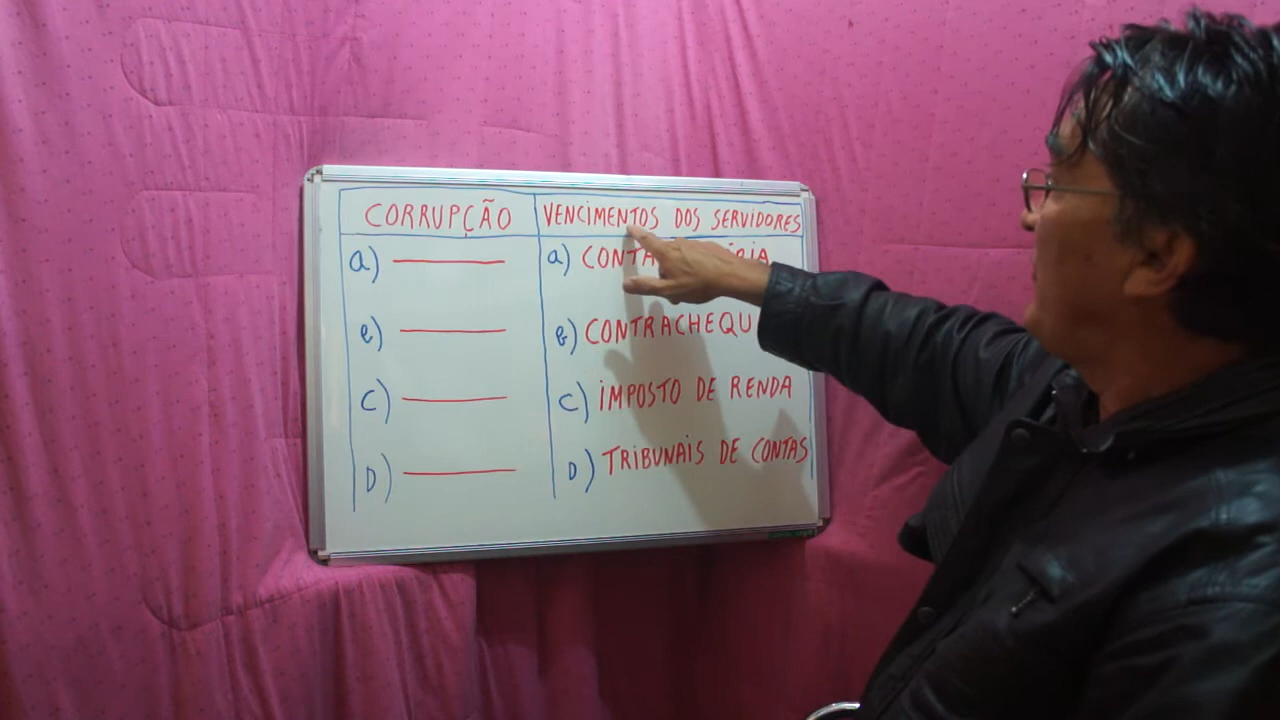 CORRUPÇÃO VENCIMENTOS DOS SERVIDORES
a) a) CONTA
B) B) CONTRACHEQU
C) C) IMPOSTO DE RENDA
D) D) TRIBUNAIS DE CONTAS